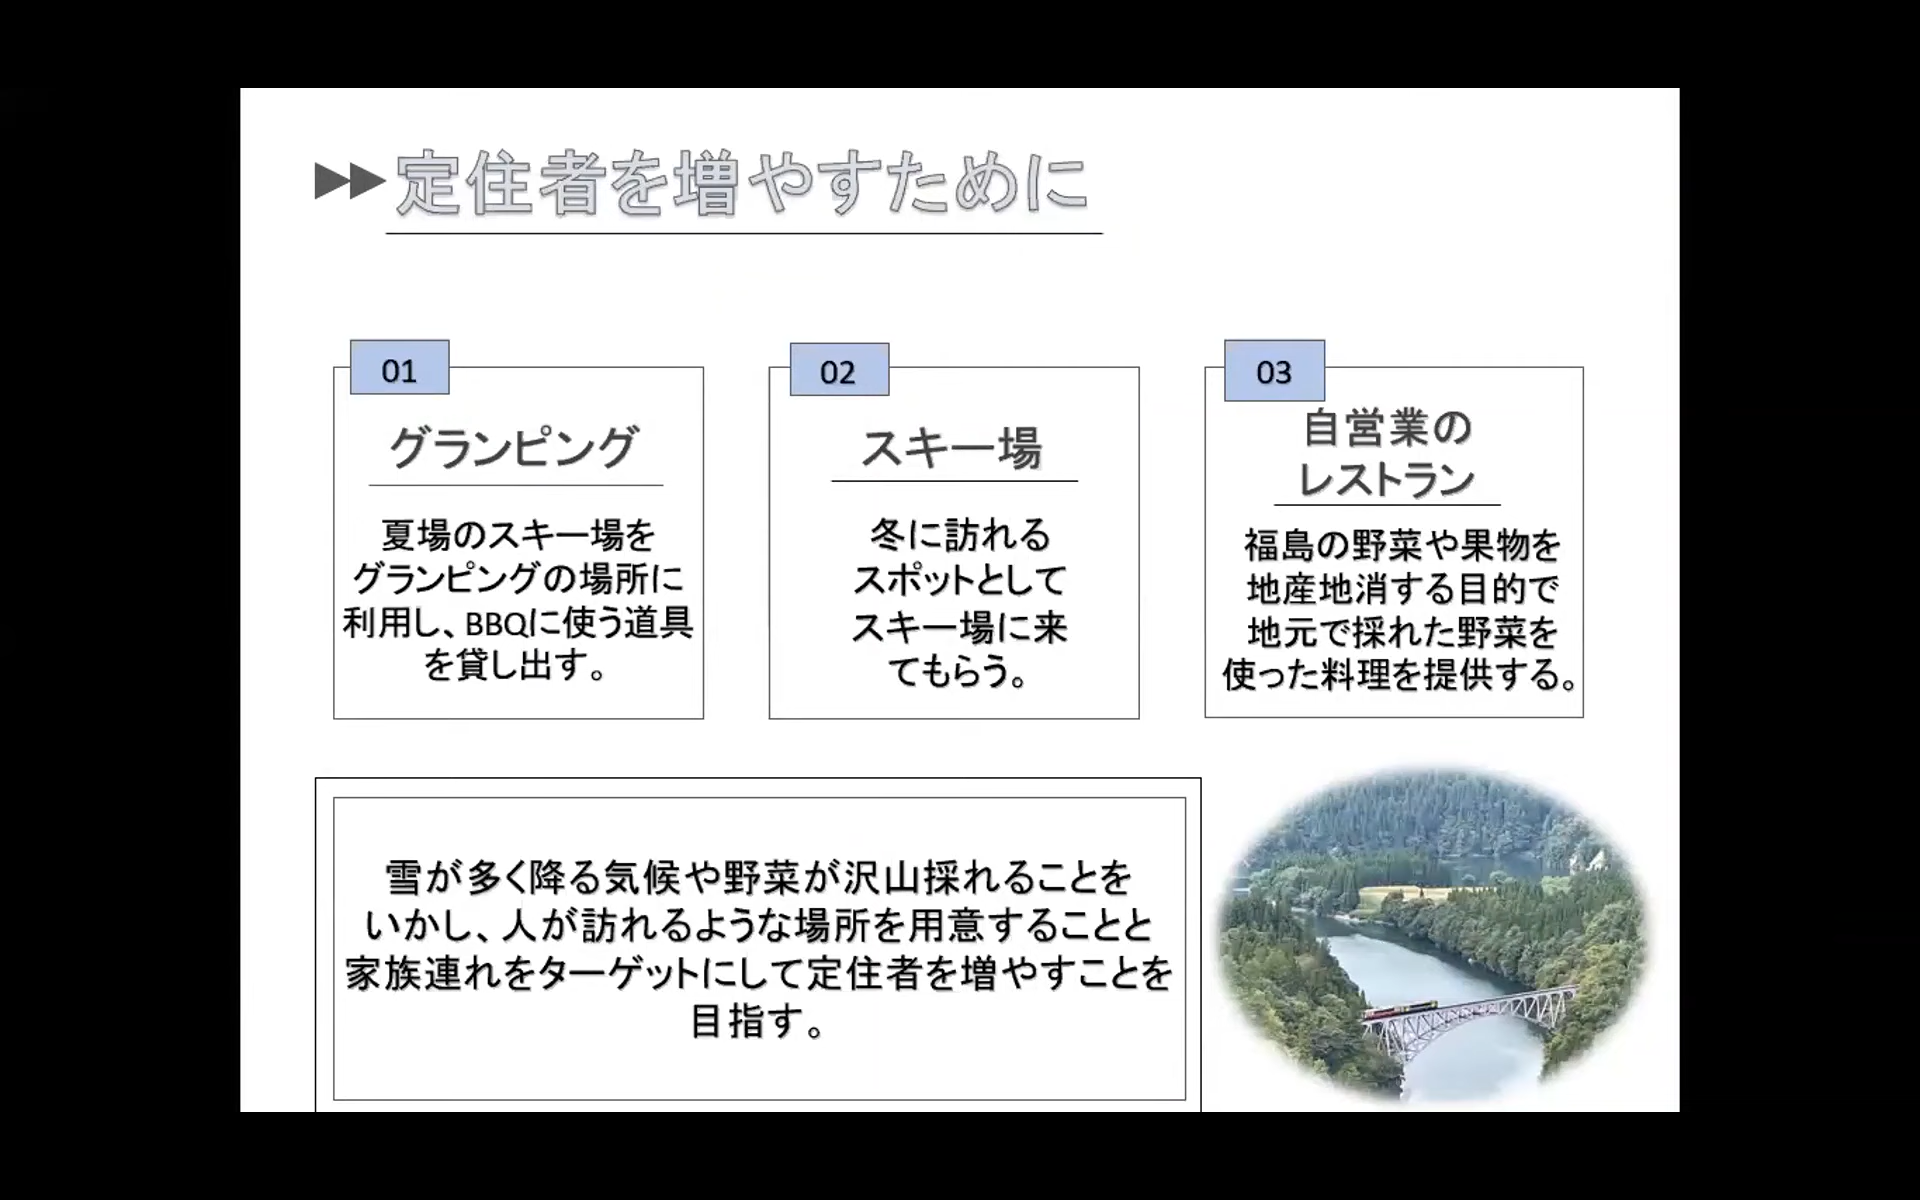 定住者を増やすために
01
グランピング
夏場のスキー場を
グランピングの場所に
利用し、BBQに使う道具
を貸し出す。
02
スキー場
冬に訪れる
スポットとして
スキー場に来
てもらう。
03
自営業の
レストラン
福島の野菜や果物を
地産地消する目的で
地元で採れた野菜を
使った料理を提供する。
雪が多く降る気候や野菜が沢山採れることを
いかし、人が訪れるような場所を用意することと
家族連れをターゲットにして定住者を増やすことを
目指す。